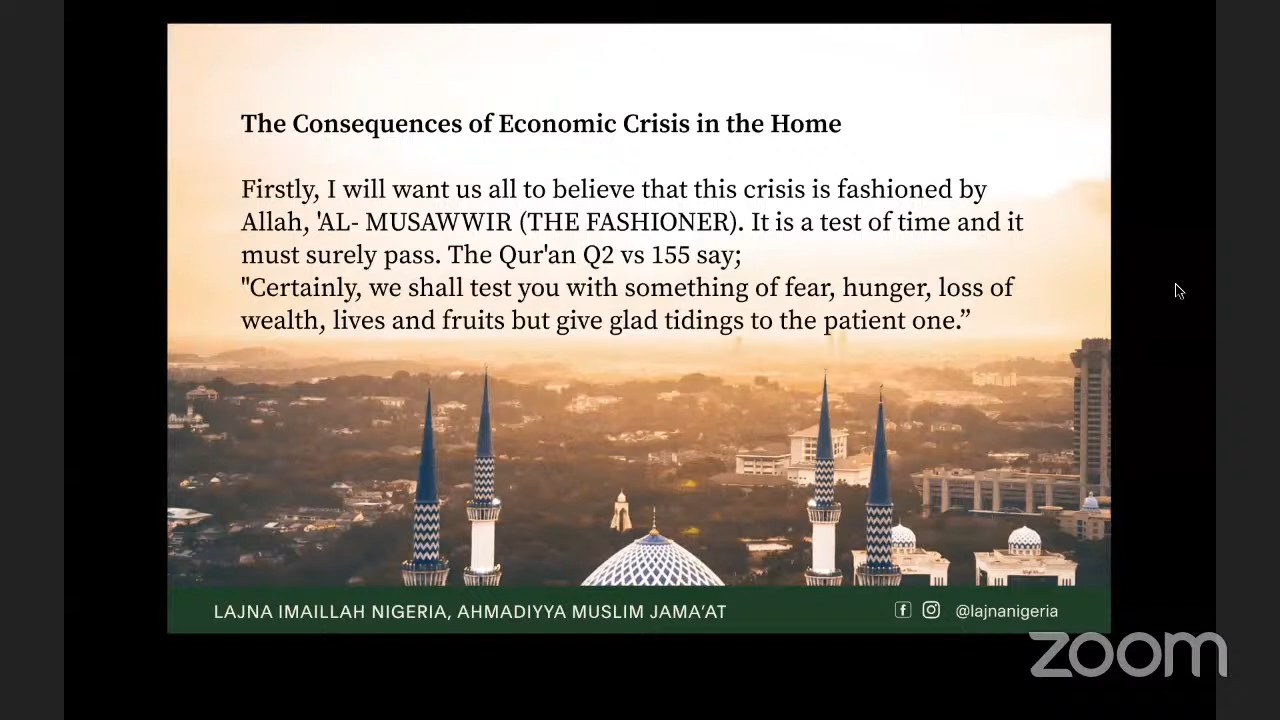 The Consequences of Economic Crisis in the Home
Firstly, I will want us all to believe that this crisis is fashioned by
Allah, 'AL- MUSAWWIR (THE FASHIONER). It is a test of time and it
must surely pass. The Qur'an Q2 vs 155 say;
"Certainly, we shall test you with something of fear, hunger, loss of
wealth, lives and fruits but give glad tidings to the patient one.”
LAJNA IMAILLAH NIGERIA, AHMADIYYA MUSLIM JAMA’AT
@lajnanigeria
zoom